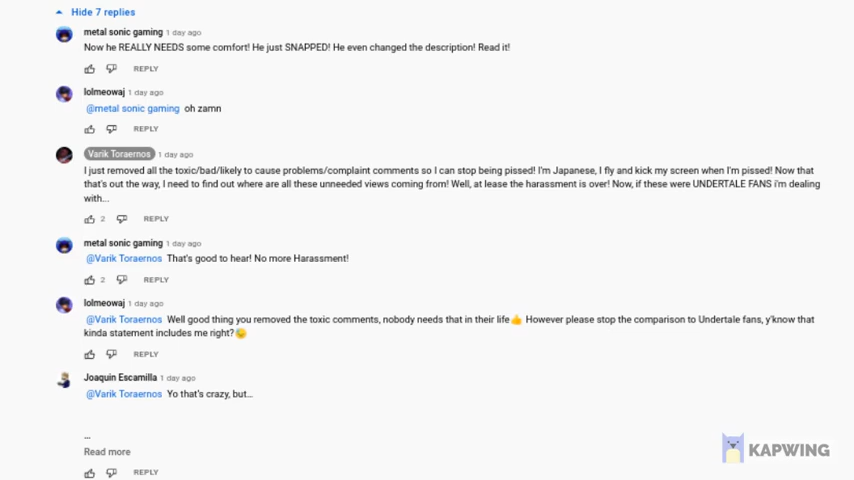 Hide 7 replies
metal sonic gaming 1 day ago
Now he REALLY NEEDS some comfort! He just SNAPPED! He even changed the description! Read it!
REPLY
lolmeowaj 1 day ago
@metal sonic gaming oh zamn
REPLY
Varik Toraernos 1 day ago
I just removed all the toxic/bad/likely to cause problems/complaint comments so I can stop being pissed! I'm Japanese, I fly and kick my screen when I'm pissed! Now that
that's out the way, I need to find out where are all these unneeded views coming from! Well, at lease the harassment is over! Now, if these were UNDERTALE FANS i'm dealing
with...
2 REPLY
metal sonic gaming 1 day ago
@Varik Toraernos That's good to hear! No more Harassment!
2 REPLY
lolmeowaj 1 day ago
@Varik Toraernos Well good thing you removed the toxic comments, nobody needs that in their life👍 However please stop the comparison to Undertale fans, y'know that
kinda statement includes me right?😓
REPLY
Joaquin Escamilla 1 day ago
@Varik Toraernos Yo that's crazy, but...
...
Read more
REPLY
KAPWING